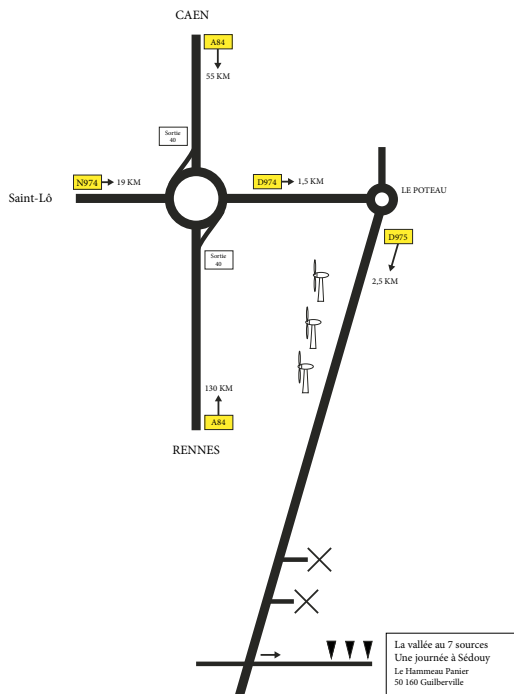 CAEN
A84
55 KM
Sortie
40
N974 19 KM
D974 1,5 KM
Saint-Lô
LE POTEAU
D975
Sortie
40
2,5 KM
130 KM
A84
RENNES
La vallée au 7 sources
Une journée à Sédouy
Le Hammeau Panier
50 160 Guilberville